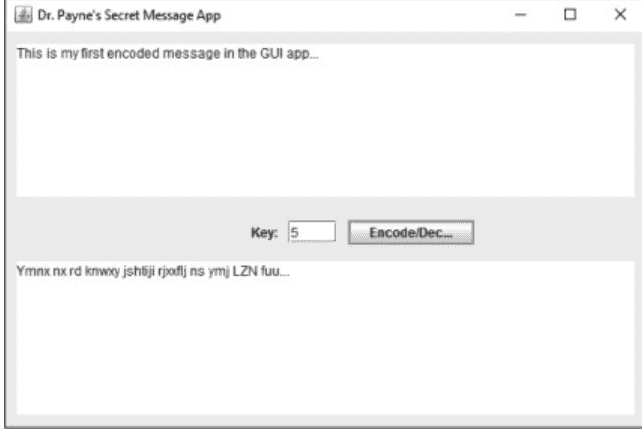 Dr. Payne's Secret Message App
This is my first encoded message in the GUI app...
Key: 5 Encode/Dec...
Ymnx nx rd knwxy jshtiji rjxxflj ns ymj LZN fuu...